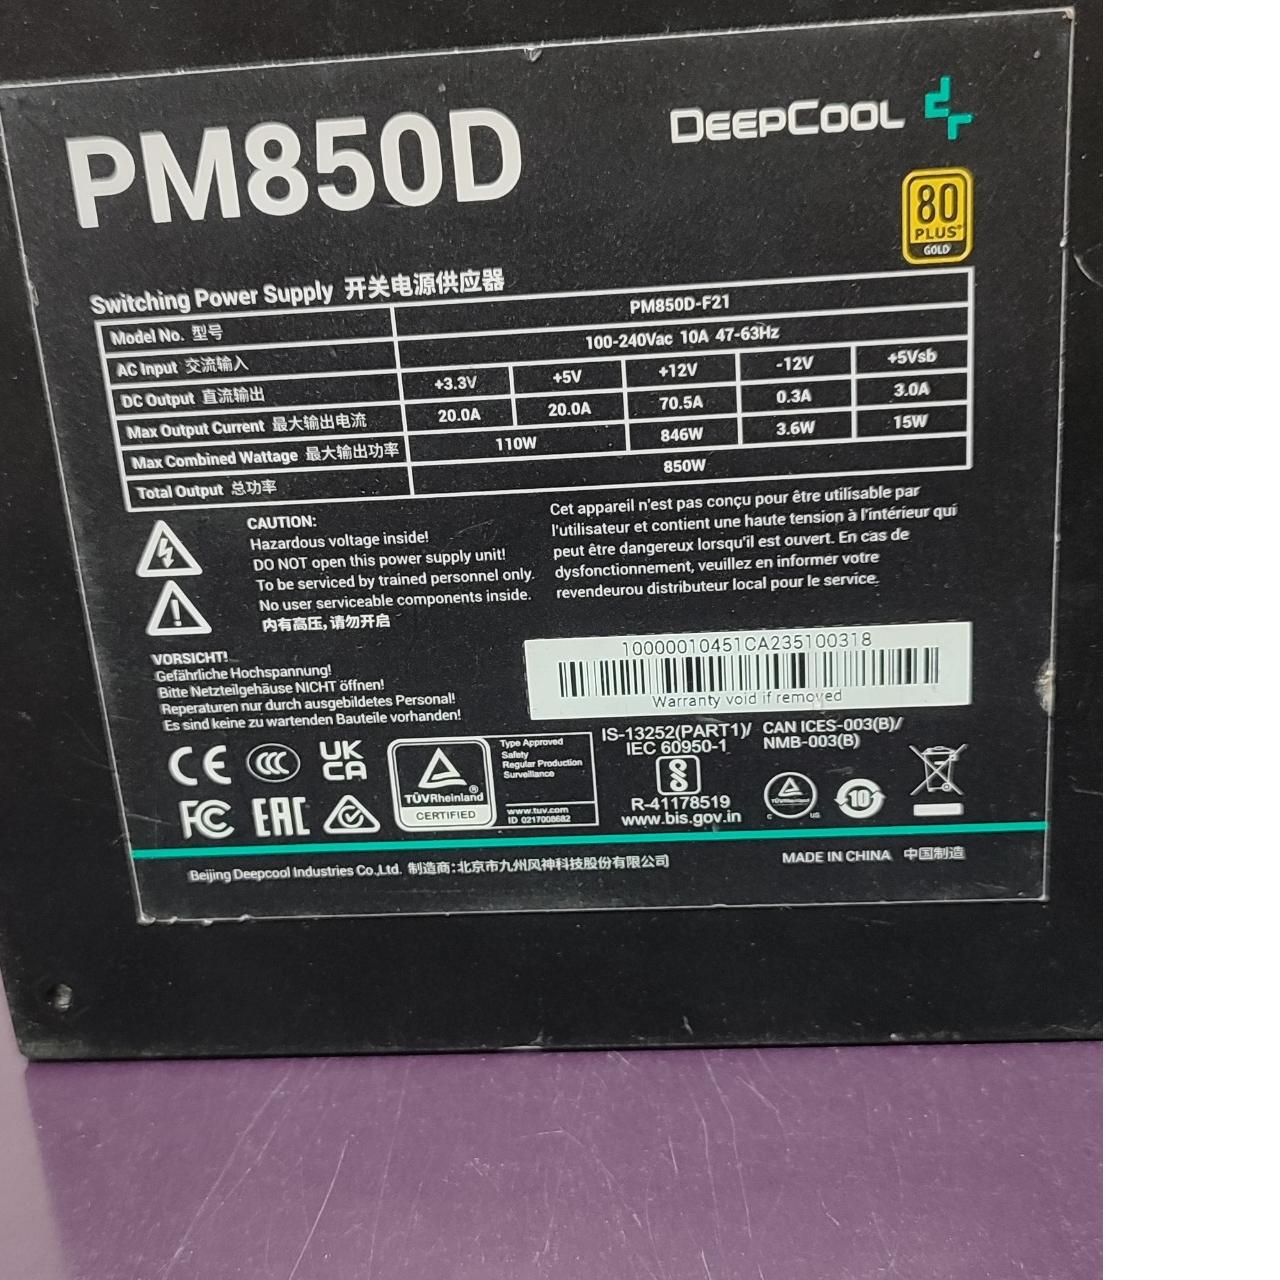 PM850D
DEEPCOOL
80
PLUS
GOLD
Switching Power Supply 开关电源供应器
Model No. 型号 PM850D-F21
AC Input 交流输入 100-240Vac 10A 47-63Hz
DC Output 直流输出 +3.3V +5V +12V -12V +5Vsb
Max Output Current 最大输出电流 20.0A 20.0A 70.5A 0.3A 3.0A
Max Combined Wattage 最大输出功率 110W 846W 3.6W 15W
Total Output 总功率 850W
CAUTION:
Hazardous voltage inside!
DO NOT open this power supply unit!
To be serviced by trained personnel only.
No user serviceable components inside.
内有高压,请勿开启
Cet appareil n'est pas conçu pour être utilisable par
l'utilisateur et contient une haute tension à l'intérieur qui
peut être dangereux lorsqu'il est ouvert. En cas de
dysfonctionnement, veuillez en informer votre
revendeurou distributeur local pour le service.
VORSICHT!
Gefährliche Hochspannung!
Bitte Netzteilgehäuse NICHT öffnen!
Reperaturen nur durch ausgebildetes Personal!
Es sind keine zu wartenden Bauteile vorhanden!
10000010451CA235100318
Warranty void if removed
CE
CCC
UK
CA
FC
EAC
TÜVRheinland®
CERTIFIED
Type Approved
Safety
Regular Production
Surveillance
www.tuv.com
ID 0217008682
IS-13252(PART1)/
IEC 60950-1
R-41178519
www.bis.gov.in
CAN ICES-003(B)/
NMB-003(B)
TÜVRheinland
C US
10
Beijing Deepcool Industries Co.,Ltd. 制造商:北京市九州风神科技股份有限公司
MADE IN CHINA 中国制造